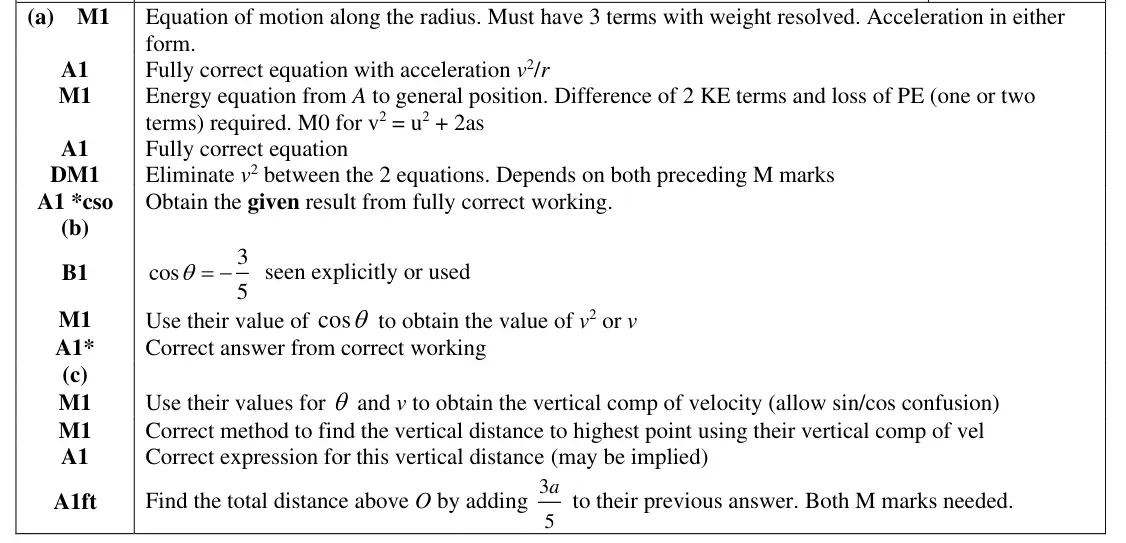 (a) M1 Equation of motion along the radius. Must have 3 terms with weight resolved. Acceleration in either
form.
A1 Fully correct equation with acceleration v²/r
M1 Energy equation from A to general position. Difference of 2 KE terms and loss of PE (one or two
terms) required. M0 for v² = u² + 2as
A1 Fully correct equation
DM1 Eliminate v² between the 2 equations. Depends on both preceding M marks
A1 *cso Obtain the given result from fully correct working.
(b)
B1 cos θ = −3/5 seen explicitly or used
M1 Use their value of cos θ to obtain the value of v² or v
A1* Correct answer from correct working
(c)
M1 Use their values for θ and v to obtain the vertical comp of velocity (allow sin/cos confusion)
M1 Correct method to find the vertical distance to highest point using their vertical comp of vel
A1 Correct expression for this vertical distance (may be implied)
A1ft Find the total distance above O by adding 3a/5 to their previous answer. Both M marks needed.